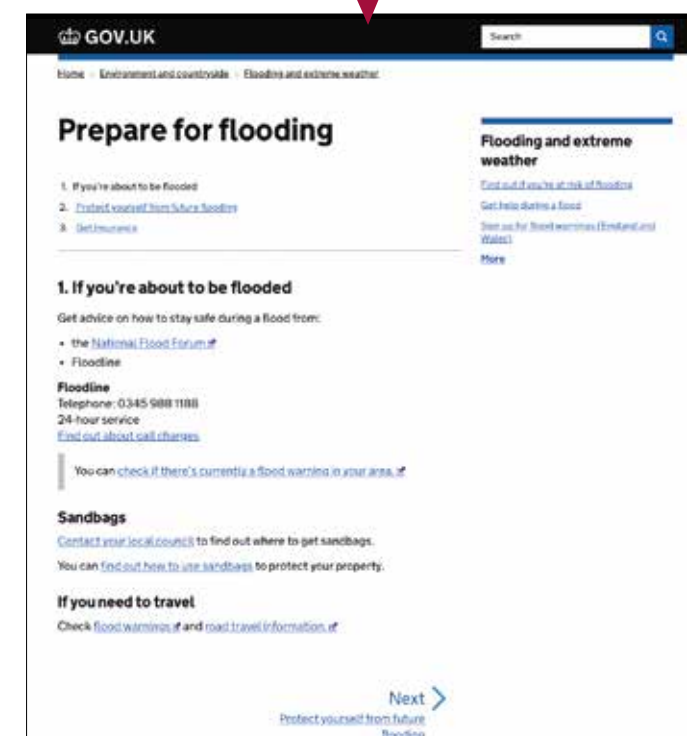 GOV.UK
Search
Home Environment and countryside Flooding and extreme weather
Prepare for flooding
1. If you're about to be flooded
2. Protect yourself from future flooding
3. Get insurance
Flooding and extreme
weather
Find out if you're at risk of flooding
Get help during a flood
Sign up for flood warnings (England and
Wales)
More
1. If you're about to be flooded
Get advice on how to stay safe during a flood from:
• the National Flood Forum
• Floodline
Floodline
Telephone: 0345 988 1188
24-hour service
Find out about call charges
You can check if there's currently a flood warning in your area.
Sandbags
Contact your local council to find out where to get sandbags.
You can find out how to use sandbags to protect your property.
If you need to travel
Check flood warnings and road travel information.
Next
Protect yourself from future
flooding